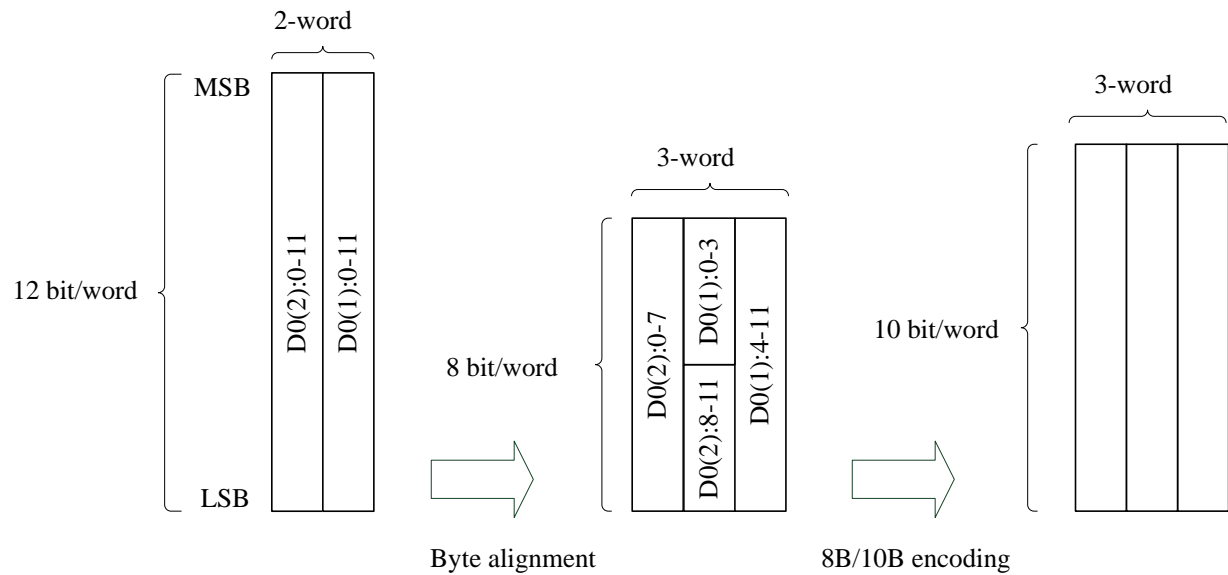 2-word
MSB
12 bit/word
D0(2):0-11
D0(1):0-11
LSB
3-word
8 bit/word
D0(2):0-7
D0(1):0-3
D0(2):8-11
D0(1):4-11
Byte alignment
3-word
10 bit/word
8B/10B encoding